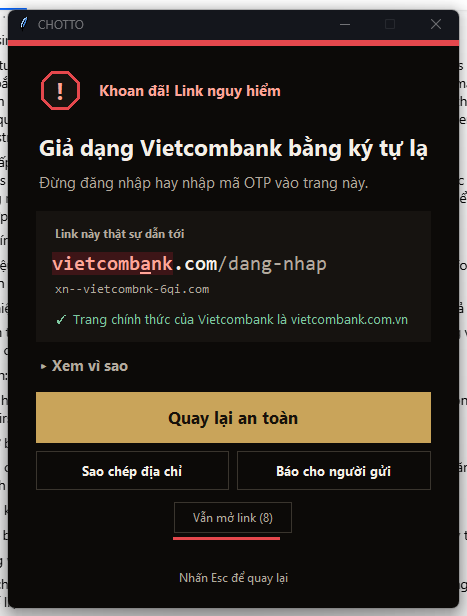 CHOTTO
!
Khoan đã! Link nguy hiểm
Giả dạng Vietcombank bằng ký tự lạ
Đừng đăng nhập hay nhập mã OTP vào trang này.
Link này thật sự dẫn tới
vietcombаnk.com/dang-nhap
xn--vietcombnk-6qi.com
✓ Trang chính thức của Vietcombank là vietcombank.com.vn
▸ Xem vì sao
Quay lại an toàn
Sao chép địa chỉ
Báo cho người gửi
Vẫn mở link (8)
Nhấn Esc để quay lại